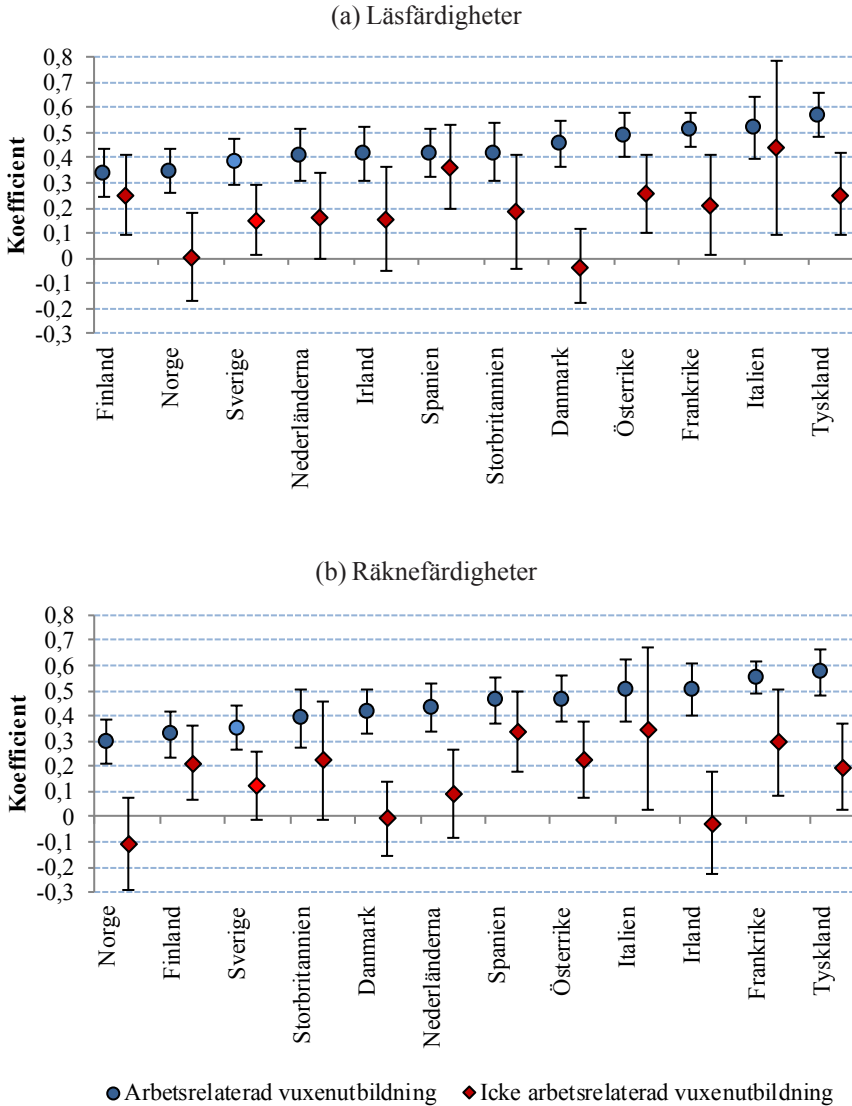 (a) Läsfärdigheter
0,8
0,7
0,6
0,5
0,4
0,3
0,2
0,1
0
-0,1
-0,2
-0,3
Koefficient
Finland
Norge
Sverige
Nederländerna
Irland
Spanien
Storbritannien
Danmark
Österrike
Frankrike
Italien
Tyskland
(b) Räknefärdigheter
0,8
0,7
0,6
0,5
0,4
0,3
0,2
0,1
0
-0,1
-0,2
-0,3
Koefficient
Norge
Finland
Sverige
Storbritannien
Danmark
Nederländerna
Spanien
Österrike
Italien
Irland
Frankrike
Tyskland
Arbetsrelaterad vuxenutbildning
Icke arbetsrelaterad vuxenutbildning